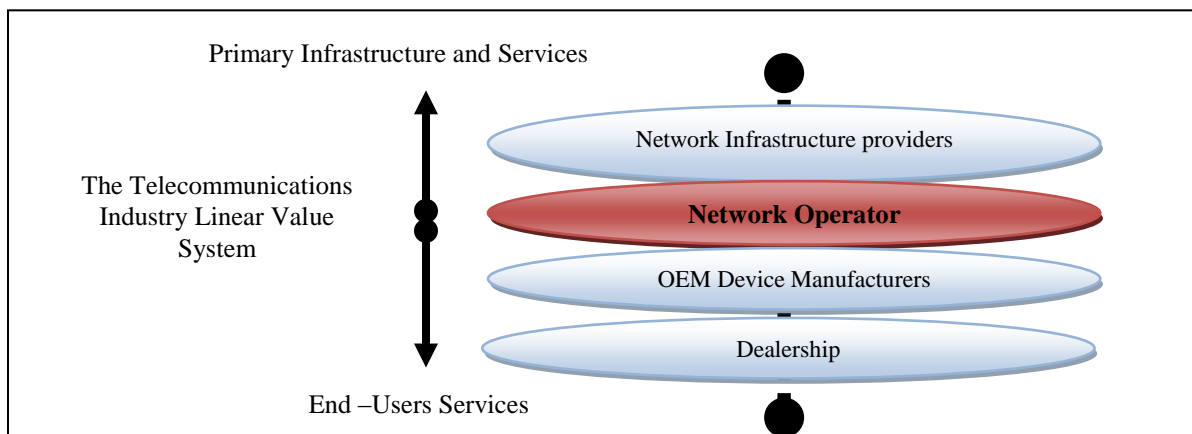 Primary Infrastructure and Services
Network Infrastructure providers
The Telecommunications
Industry Linear Value
System
Network Operator
OEM Device Manufacturers
Dealership
End –Users Services